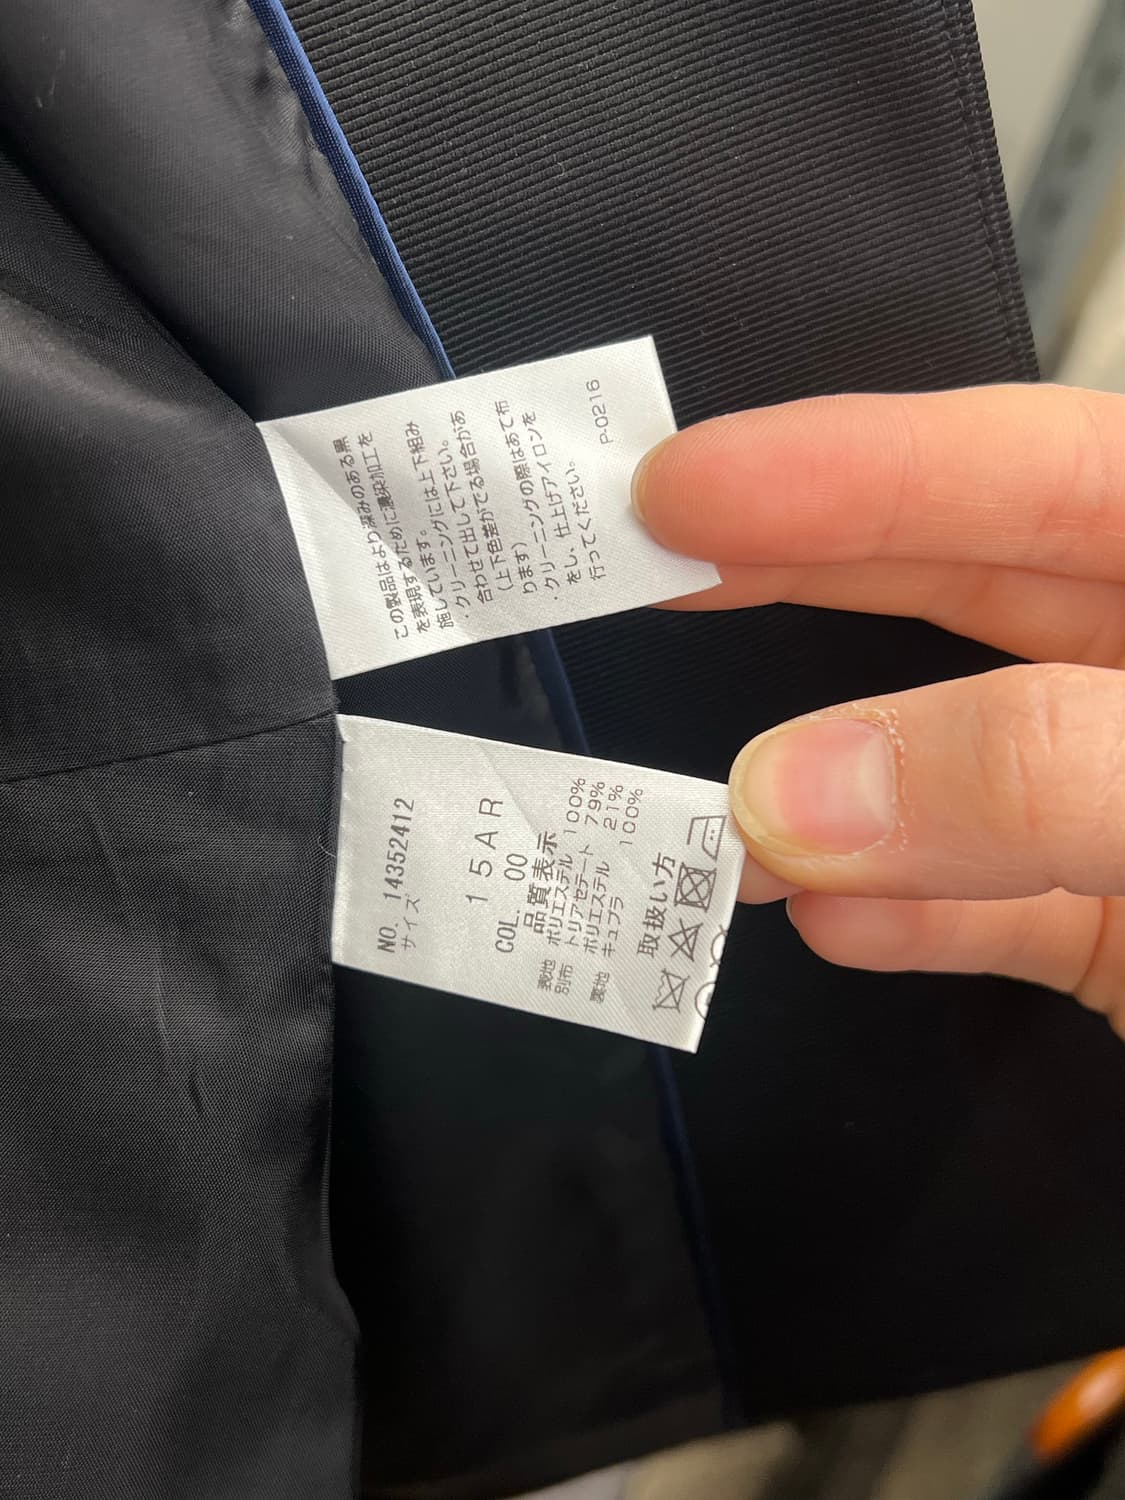 この製品はより深みのある黒
を表現するために濃染加工を
施しています。
・クリーニングには上下組み
合わせて出して下さい。
（上下色差がでる場合があ
ります）
・クリーニングの際はあて布
をし、仕上げアイロンを
行ってください。
P-0216
NO. 14352412
サイズ
15AR
COL. 00
品質表示
表地 ポリエステル 100%
別布 トリアセテート 79%
ポリエステル 21%
裏地 キュプラ 100%
取扱い方